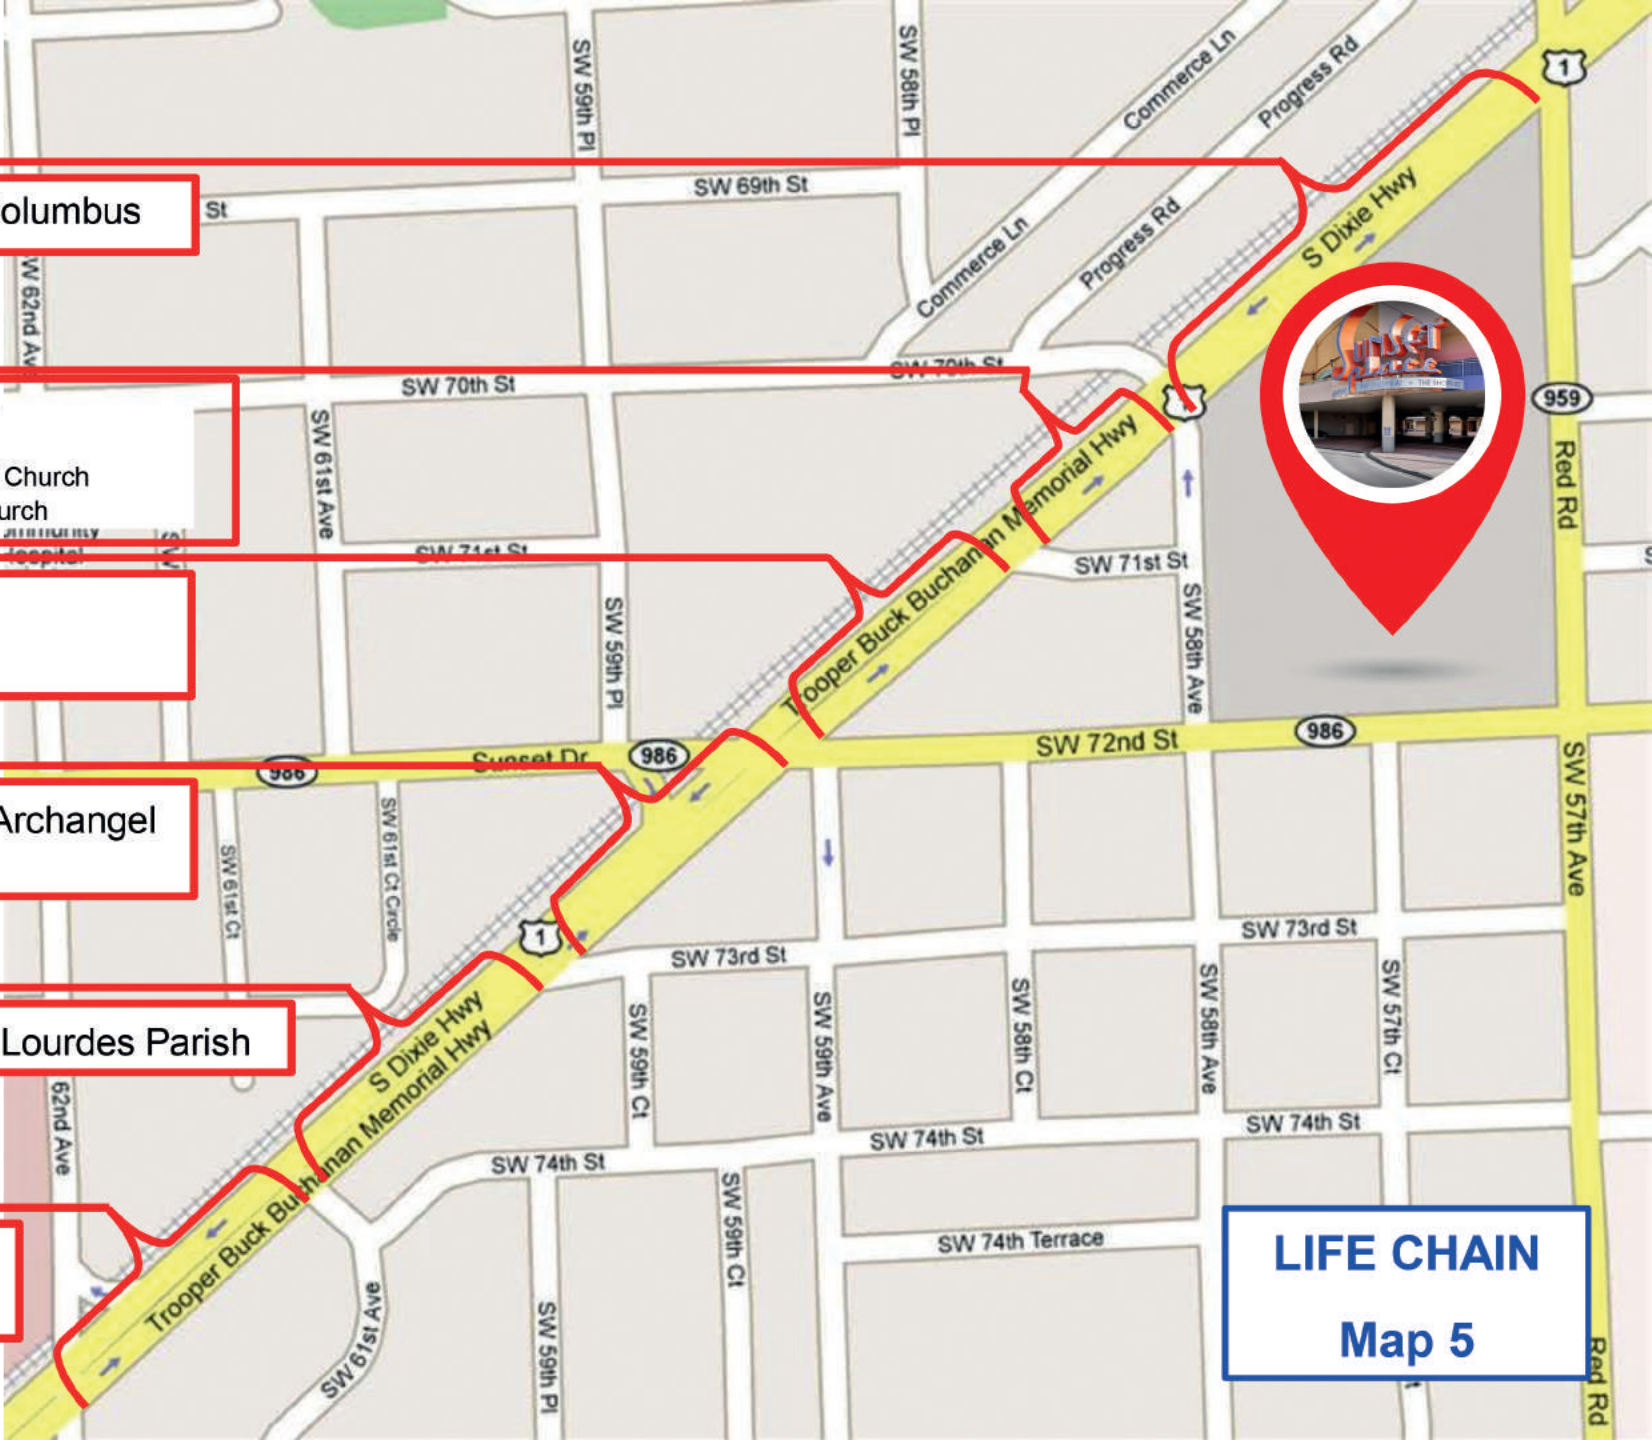 SW 59th Pl
SW 58th Pl
Commerce Ln
Progress Rd
1
SW 69th St
olumbus
St
Commerce Ln
Progress Rd
S Dixie Hwy
W 62nd Av
SUNSET
PLACE
SW 70th St
SW 70th St
959
SW 61st Ave
Church
urch
Memorial Hwy
Red Rd
SW 71st St
SW 71st St
SW 59th Pl
Trooper Buck Buchanan
SW 58th Ave
986
Sunset Dr
986
SW 72nd St
986
SW 57th Ave
Archangel
SW 61st Ct
SW 61st Ct Circle
1
SW 73rd St
SW 73rd St
Lourdes Parish
S Dixie Hwy
SW 59th Ct
SW 59th Ave
SW 58th Ct
SW 58th Ave
SW 57th Ct
62nd Ave
Trooper Buck Buchanan Memorial Hwy
SW 74th St
SW 74th St
SW 74th St
SW 59th Ct
SW 74th Terrace
SW 61st Ave
SW 59th Pl
LIFE CHAIN
Map 5
Red Rd